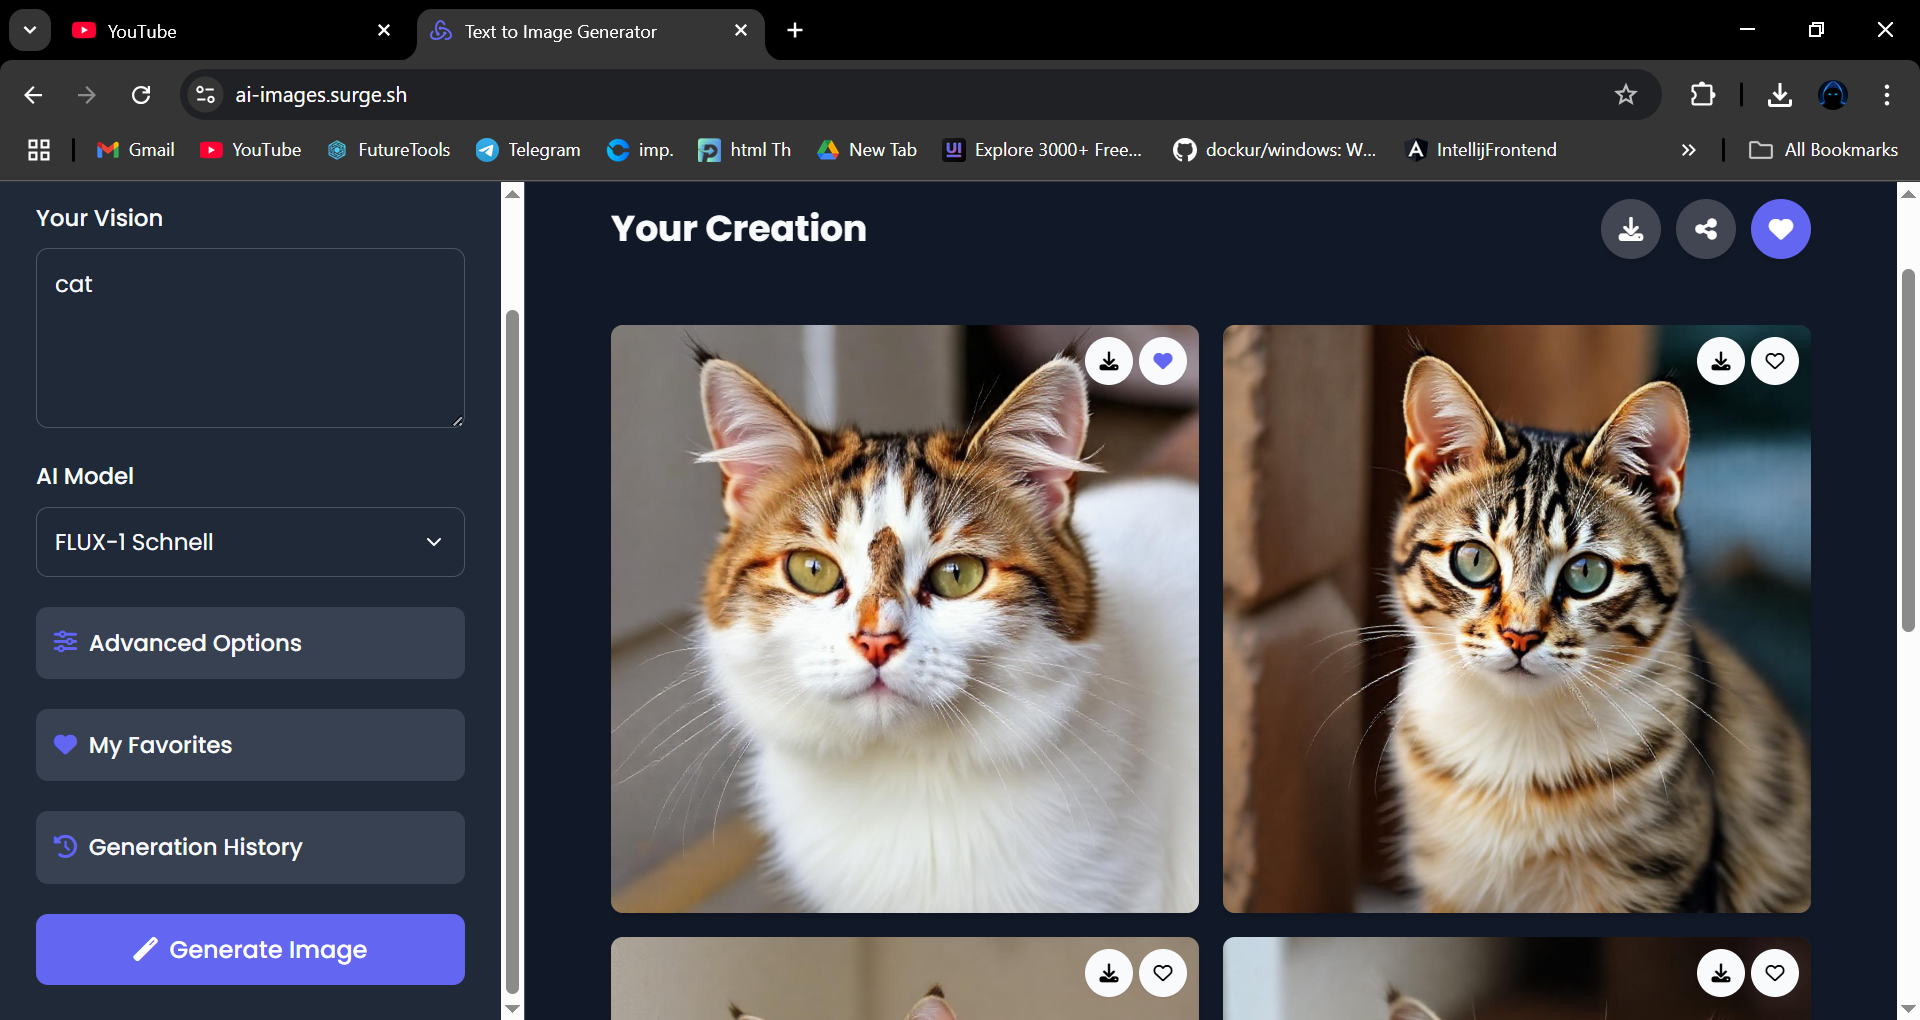 YouTube
Text to Image Generator
ai-images.surge.sh
Gmail
YouTube
FutureTools
Telegram
imp.
html Th
New Tab
Explore 3000+ Free...
dockur/windows: W...
IntellijFrontend
All Bookmarks
Your Vision
cat
AI Model
FLUX-1 Schnell
Advanced Options
My Favorites
Generation History
Generate Image
Your Creation